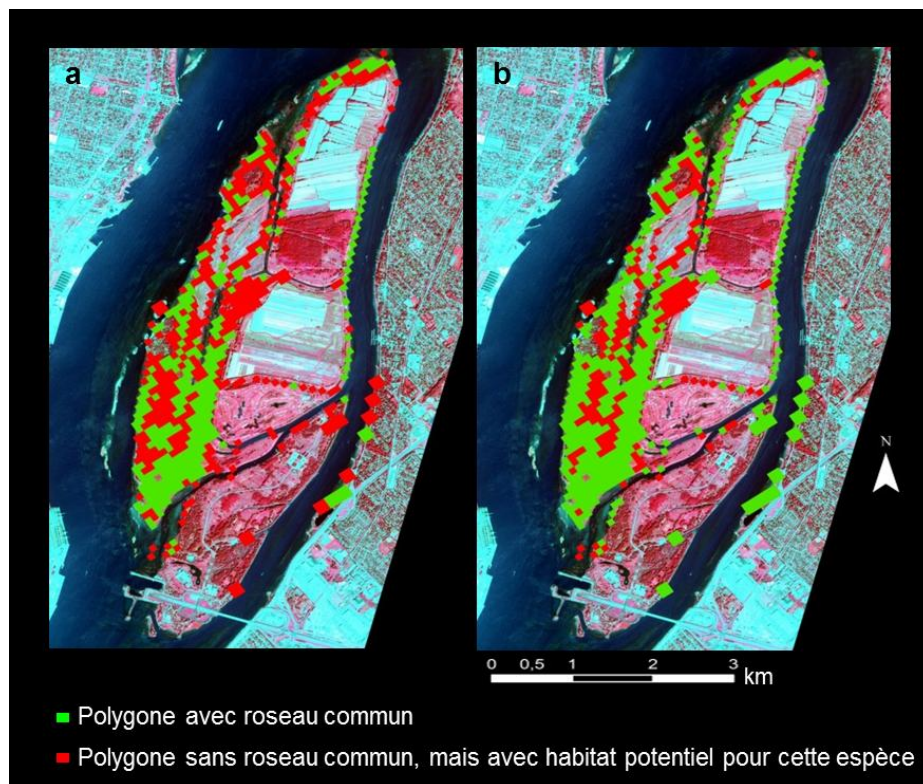 a
b
N
0 0,5 1 2 3
km
Polygone avec roseau commun
Polygone sans roseau commun, mais avec habitat potentiel pour cette espèce